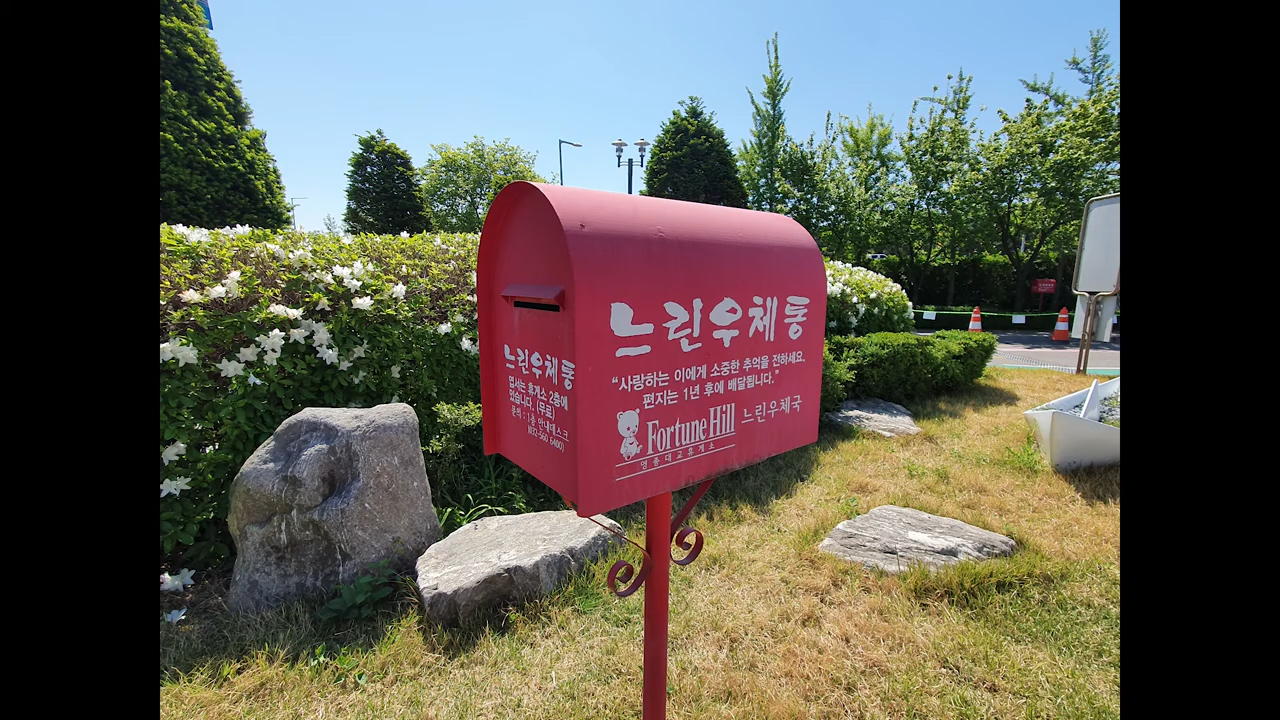 느린우체통
엽서는 휴게소 2층에
있습니다. (무료)
문의 : 1층 안내데스크
(032-560-6400)
느린우체통
“사랑하는 이에게 소중한 추억을 전하세요.
편지는 1년 후에 배달됩니다.”
Fortune Hill 느린우체국
영종대교휴게소